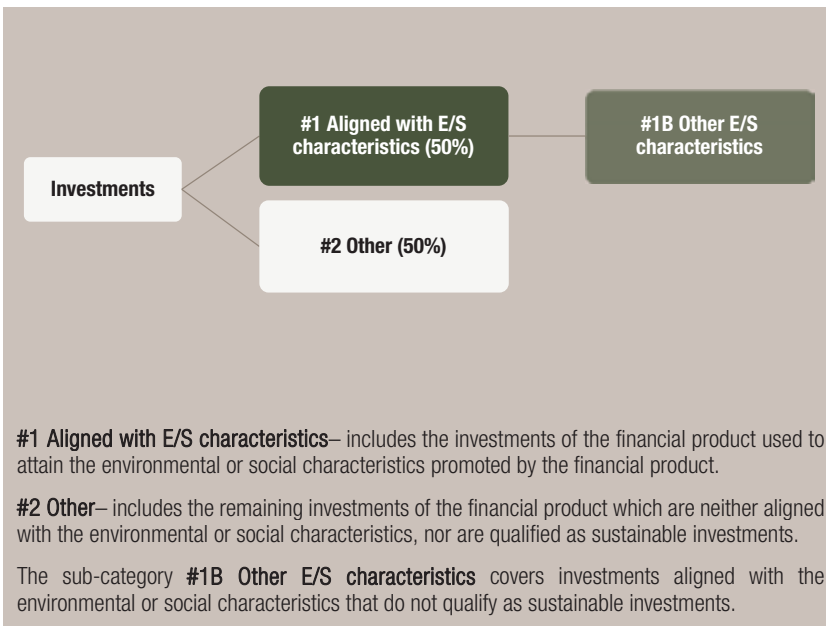 #1 Aligned with E/S
characteristics (50%)
#1B Other E/S
characteristics
Investments
#2 Other (50%)
#1 Aligned with E/S characteristics– includes the investments of the financial product used to
attain the environmental or social characteristics promoted by the financial product.
#2 Other– includes the remaining investments of the financial product which are neither aligned
with the environmental or social characteristics, nor are qualified as sustainable investments.
The sub-category #1B Other E/S characteristics covers investments aligned with the
environmental or social characteristics that do not qualify as sustainable investments.